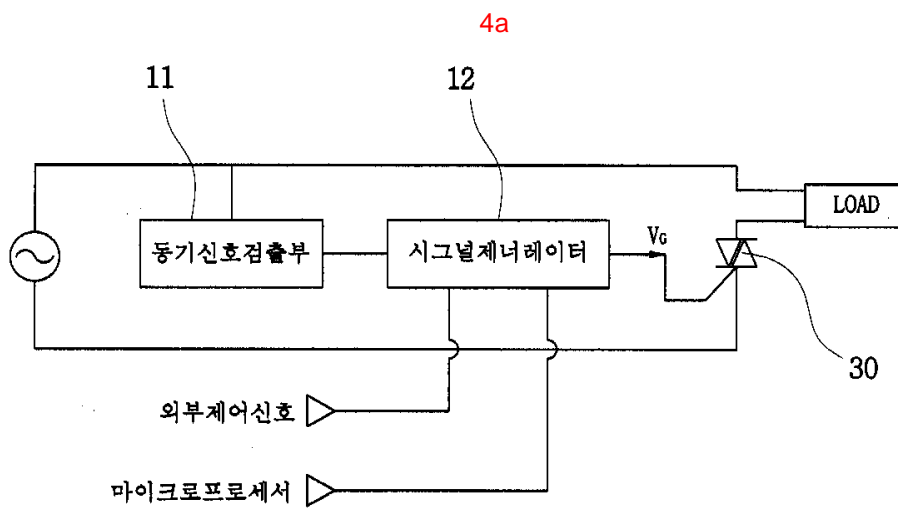 4a
11
12
LOAD
동기신호검출부
시그널제너레이터
VG
30
외부제어신호
마이크로프로세서